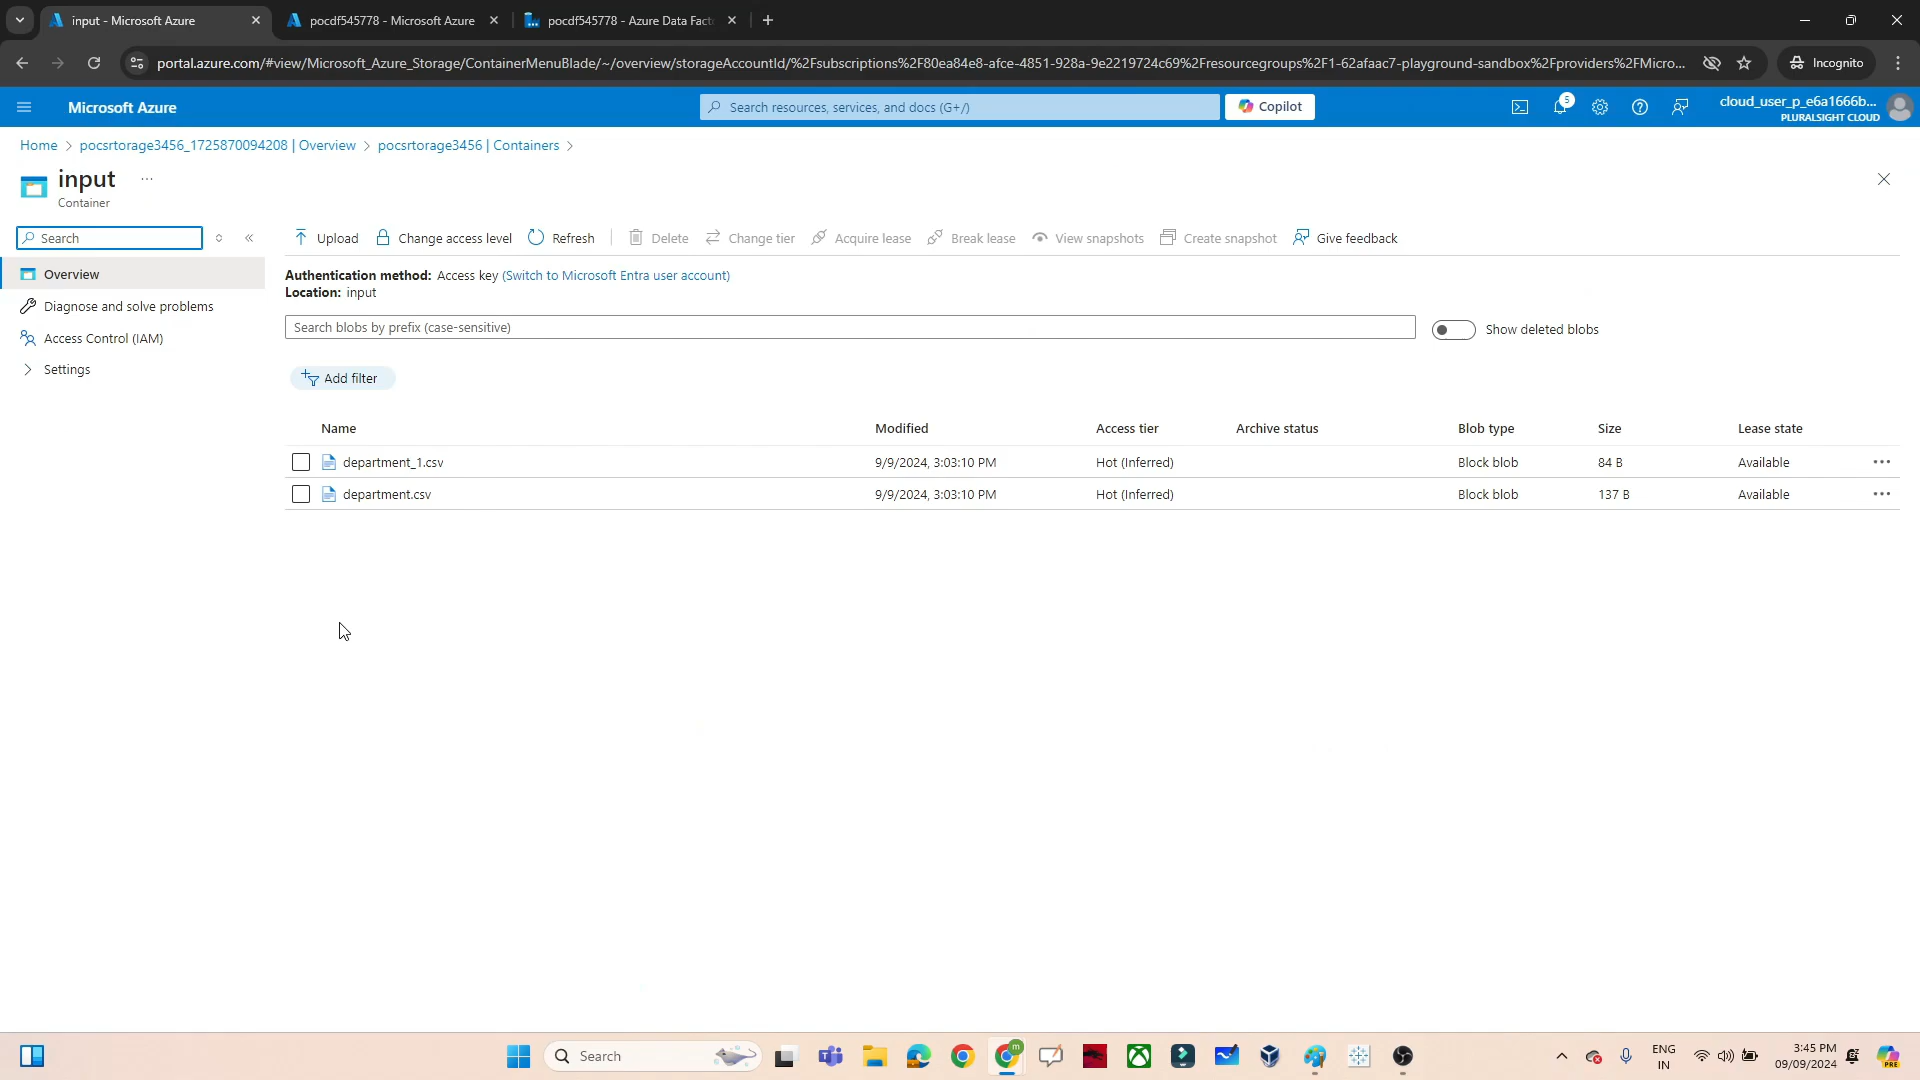 input - Microsoft Azure
pocdf545778 - Microsoft Azure
pocdf545778 - Azure Data Fact
portal.azure.com/#view/Microsoft_Azure_Storage/ContainerMenuBlade/~/overview/storageAccountId/%2Fsubscriptions%2F80ea84e8-afce-4851-928a-9e2219724c69%2Fresourcegroups%2F1-62afaac7-playground-sandbox%2Fproviders%2FMicro...
Incognito
Microsoft Azure
Search resources, services, and docs (G+/)
Copilot
5
cloud_user_p_e6a1666b...
PLURALSIGHT CLOUD
Home > pocsrtorage3456_1725870094208 | Overview > pocsrtorage3456 | Containers >
input ...
Container
Search
Upload
Change access level
Refresh
Delete
Change tier
Acquire lease
Break lease
View snapshots
Create snapshot
Give feedback
Overview
Diagnose and solve problems
Access Control (IAM)
Settings
Authentication method: Access key (Switch to Microsoft Entra user account)
Location: input
Search blobs by prefix (case-sensitive)
Show deleted blobs
Add filter
Name Modified Access tier Archive status Blob type Size Lease state
department_1.csv 9/9/2024, 3:03:10 PM Hot (Inferred) Block blob 84 B Available
department.csv 9/9/2024, 3:03:10 PM Hot (Inferred) Block blob 137 B Available
Search
m
ENG
IN
3:45 PM
09/09/2024
PRE